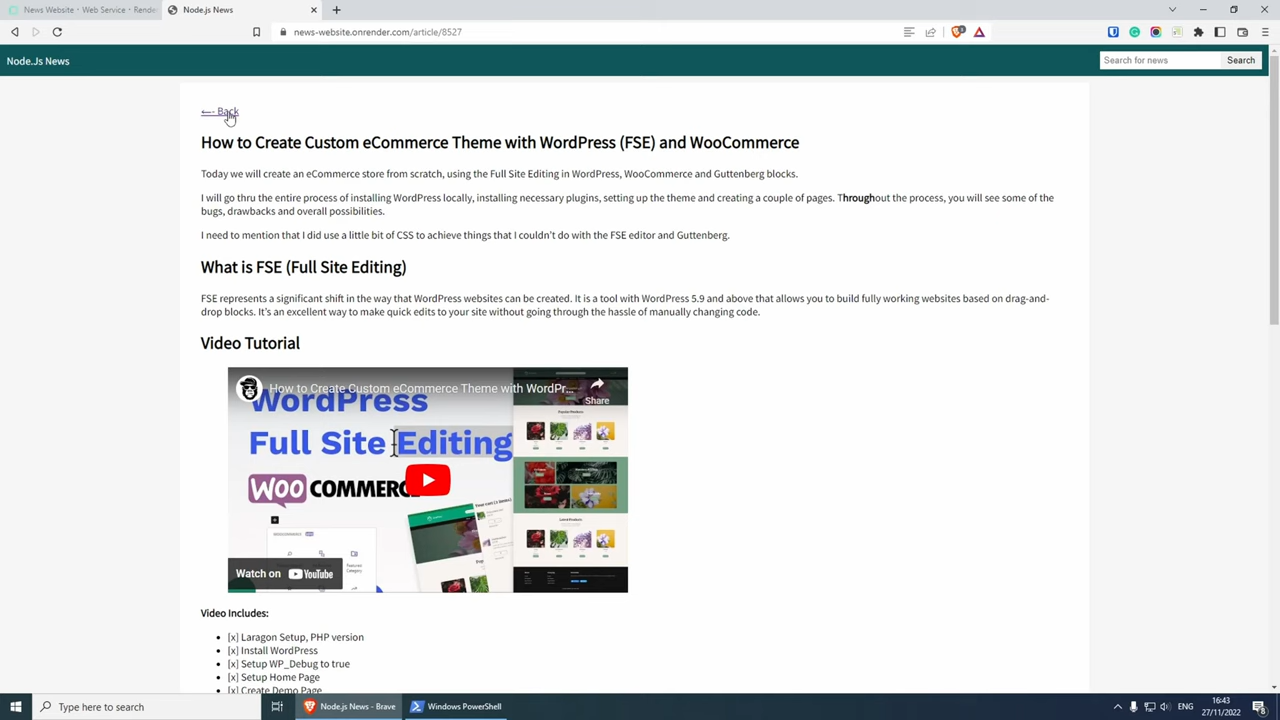 News Website · Web Service · Render
Node.js News
news-website.onrender.com/article/8527
Node.Js News
Search for news
Search
<-- Back
How to Create Custom eCommerce Theme with WordPress (FSE) and WooCommerce
Today we will create an eCommerce store from scratch, using the Full Site Editing in WordPress, WooCommerce and Guttenberg blocks.
I will go thru the entire process of installing WordPress locally, installing necessary plugins, setting up the theme and creating a couple of pages. Throughout the process, you will see some of the
bugs, drawbacks and overall possibilities.
I need to mention that I did use a little bit of CSS to achieve things that I couldn't do with the FSE editor and Guttenberg.
What is FSE (Full Site Editing)
FSE represents a significant shift in the way that WordPress websites can be created. It is a tool with WordPress 5.9 and above that allows you to build fully working websites based on drag-and-
drop blocks. It's an excellent way to make quick edits to your site without going through the hassle of manually changing code.
Video Tutorial
How to Create Custom eCommerce Theme with WordPr...
Share
WordPress
Full Site Editing
WOO COMMERCE
Watch on YouTube
Video Includes:
[x] Laragon Setup, PHP version
[x] Install WordPress
[x] Setup WP_Debug to true
[x] Setup Home Page
[x] Create Demo Page
Type here to search
Node.js News - Brave
Windows PowerShell
ENG
16:43
27/11/2022